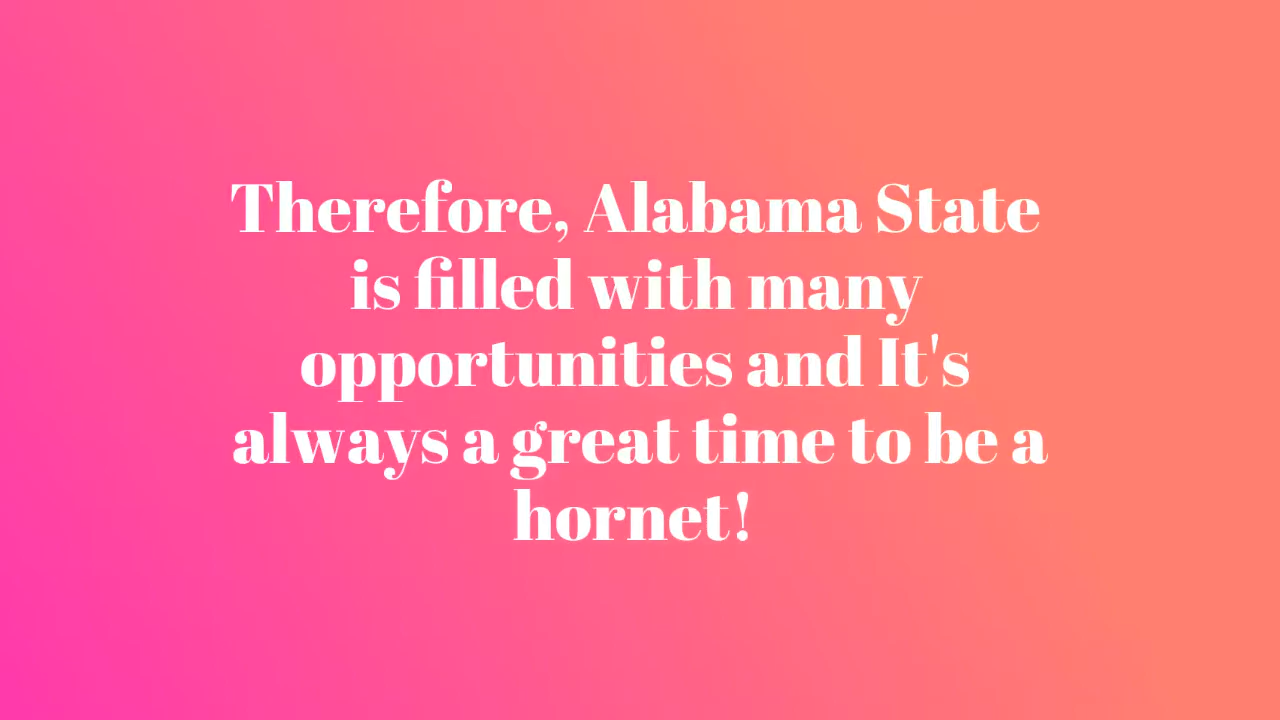 Therefore, Alabama State
is filled with many
opportunities and It's
always a great time to be a
hornet!